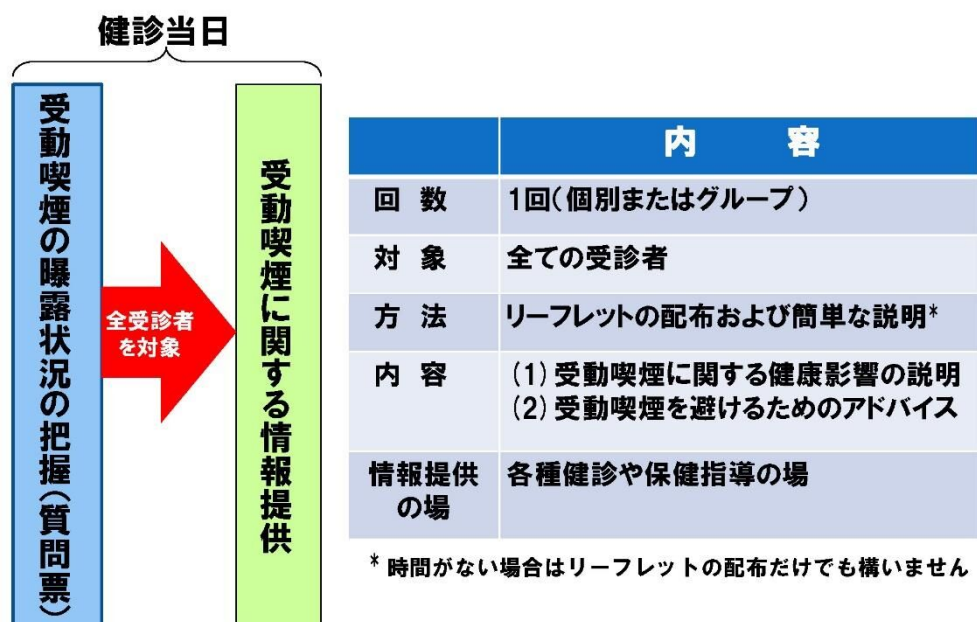 健診当日
受動喫煙の曝露状況の把握（質問票）
全受診者
を対象
受動喫煙に関する情報提供
内　容
回　数　1回（個別またはグループ）
対　象　全ての受診者
方　法　リーフレットの配布および簡単な説明*
内　容　（1）受動喫煙に関する健康影響の説明
（2）受動喫煙を避けるためのアドバイス
情報提供　各種健診や保健指導の場
の場
* 時間がない場合はリーフレットの配布だけでも構いません